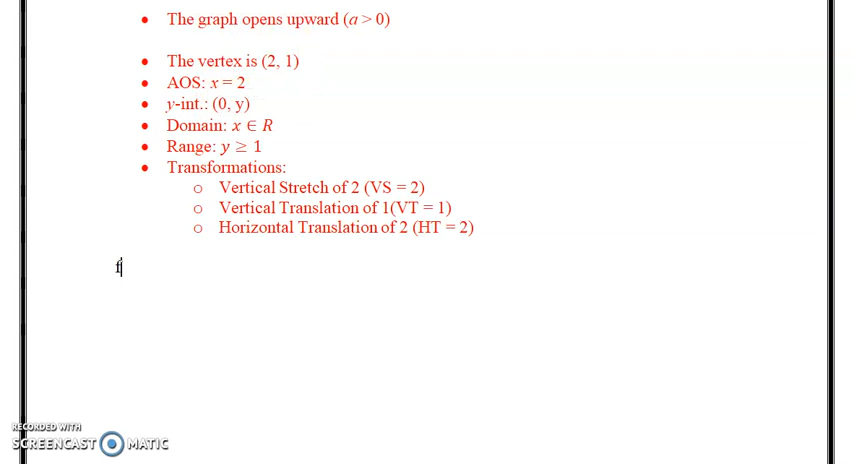 • The graph opens upward (a > 0)
• The vertex is (2, 1)
• AOS: x = 2
• y-int.: (0, y)
• Domain: x ∈ R
• Range: y ≥ 1
• Transformations:
o Vertical Stretch of 2 (VS = 2)
o Vertical Translation of 1(VT = 1)
o Horizontal Translation of 2 (HT = 2)
f
RECORDED WITH
SCREENCAST MATIC